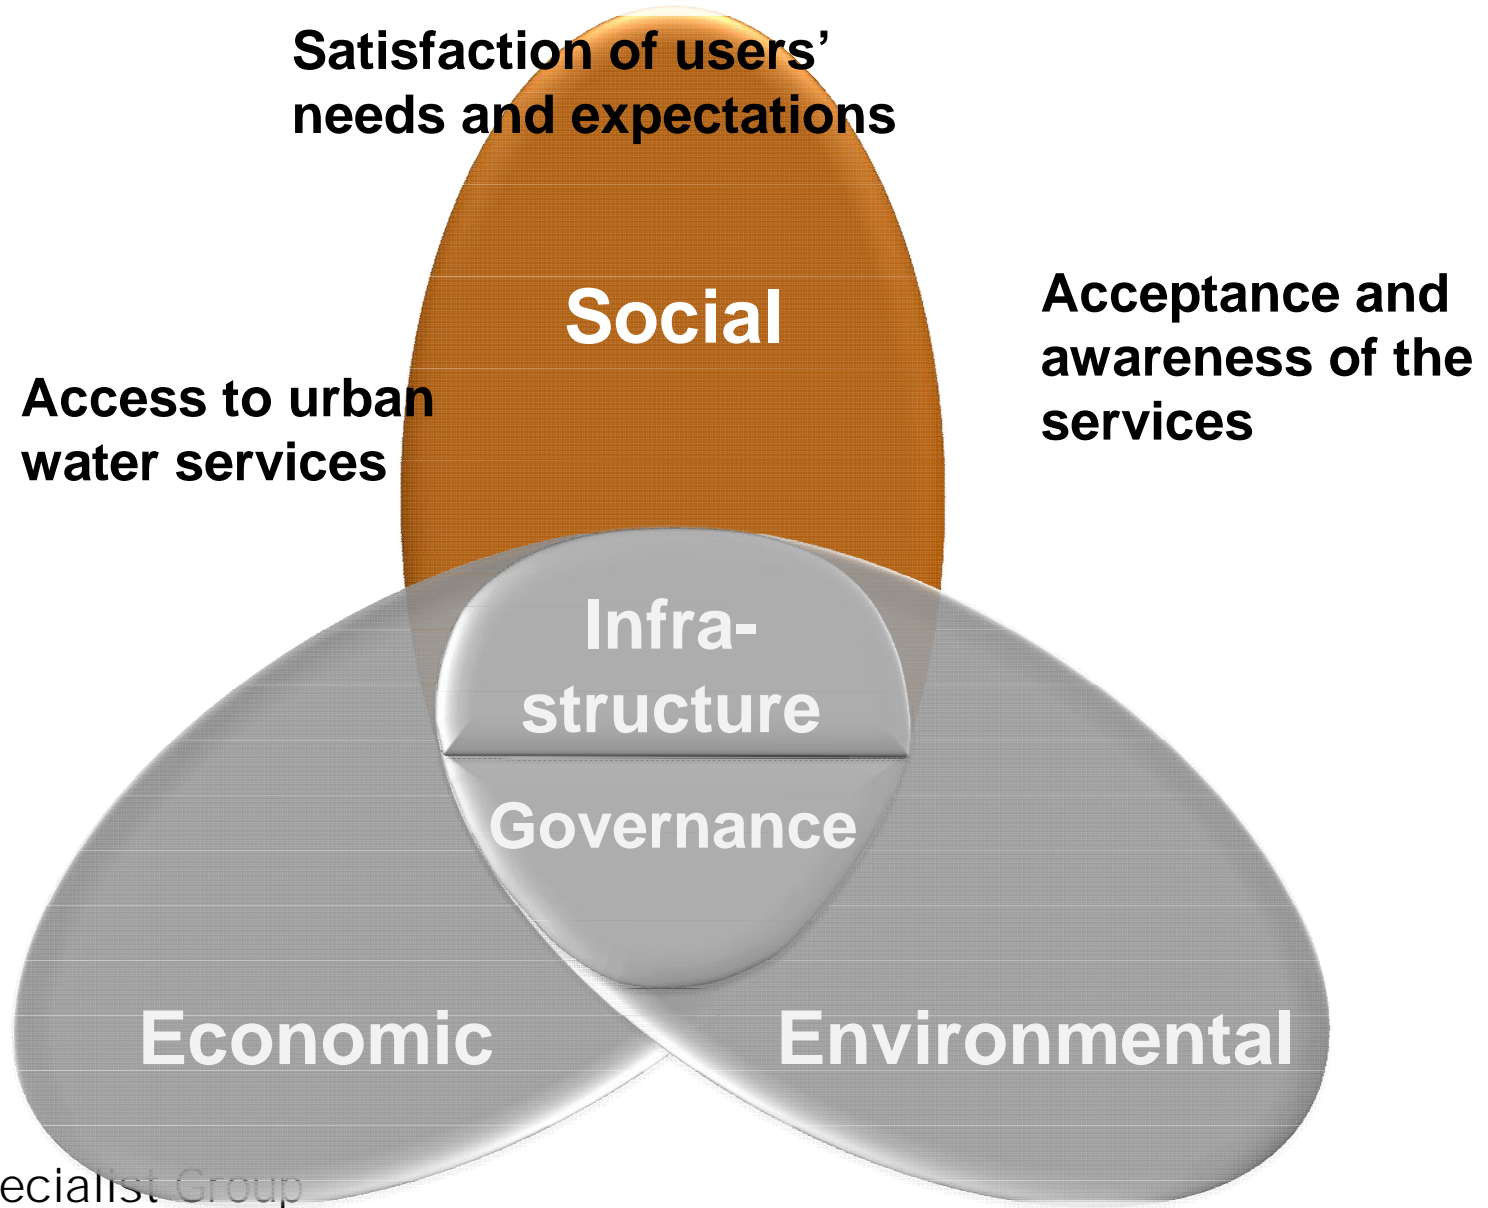 Satisfaction of users’
needs and expectations
Social
Acceptance and
awareness of the
services
Access to urban
water services
Infra-
structure
Governance
Economic
Environmental
ecialist Group